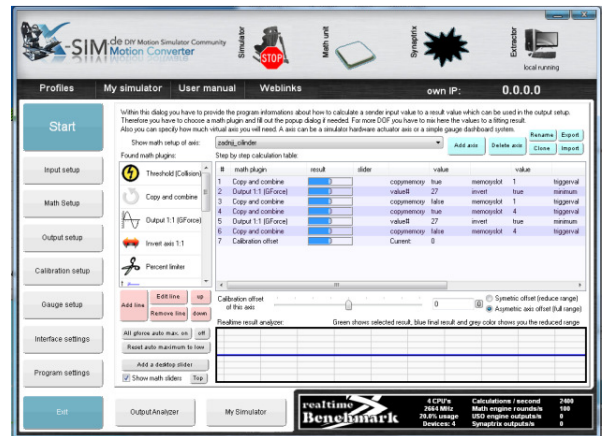 X-SIM.de DIY Motion Simulator Community
Motion Converter
Simulator
STOP
Math unit
Synaptrix
Extractor
local running
Profiles My simulator User manual Weblinks own IP: 0.0.0.0
Start
Input setup
Math Setup
Output setup
Calibration setup
Gauge setup
Interface settings
Program settings
Exit
Within this dialog you have to provide the program informations about how to calculate a sender input value to a result value which can be used in the output setup.
Therefore you have to choose a math plugin and fill out the popup dialog if needed. For more DOF you have to mix here the values to a fitting result.
Also you can specify how much virtual axis you will need. A axis can be a simulator hardware actuator axis or a simple gauge dashboard system.
Show math setup of axis: zadnij_cilinder Add axis Delete axis Rename Export
Clone Import
Found math plugins: Step by step calculation table:
Threshold (Collision)
Copy and combine
Output 1:1 (GForce)
Invert axis 1:1
Percent limiter
# math plugin result slider value value
1 Copy and combine 0 copymemory true memoryslot 1 triggerval
2 Output 1:1 (GForce) 0 value# 27 invert true minimum
3 Copy and combine 0 copymemory false memoryslot 1 triggerval
4 Copy and combine 0 copymemory true memoryslot 4 triggerval
5 Output 1:1 (GForce) 0 value# 27 invert true minimum
6 Copy and combine 0 copymemory false memoryslot 4 triggerval
7 Calibration offset 0 Current: 0
Add line Edit line up
Remove line down
All gforce auto max. on off
Reset auto maximum to low
Add a desktop slider
Show math sliders Top
Calibration offset of this axis 0 0 Symetric offset (reduce range)
Asymetric axis offset (full range)
Realtime result analyzer: Green shows selected result, blue final result and grey color shows you the reduced range
OutputAnalyzer
My Simulator
realtime
Benchmark
4 CPU's Calculations / second 2400
2664 MHz Math engine rounds/s 100
20.0% usage USO engine outputs/s 0
Devices: 4 Synaptrix outputs/s 0